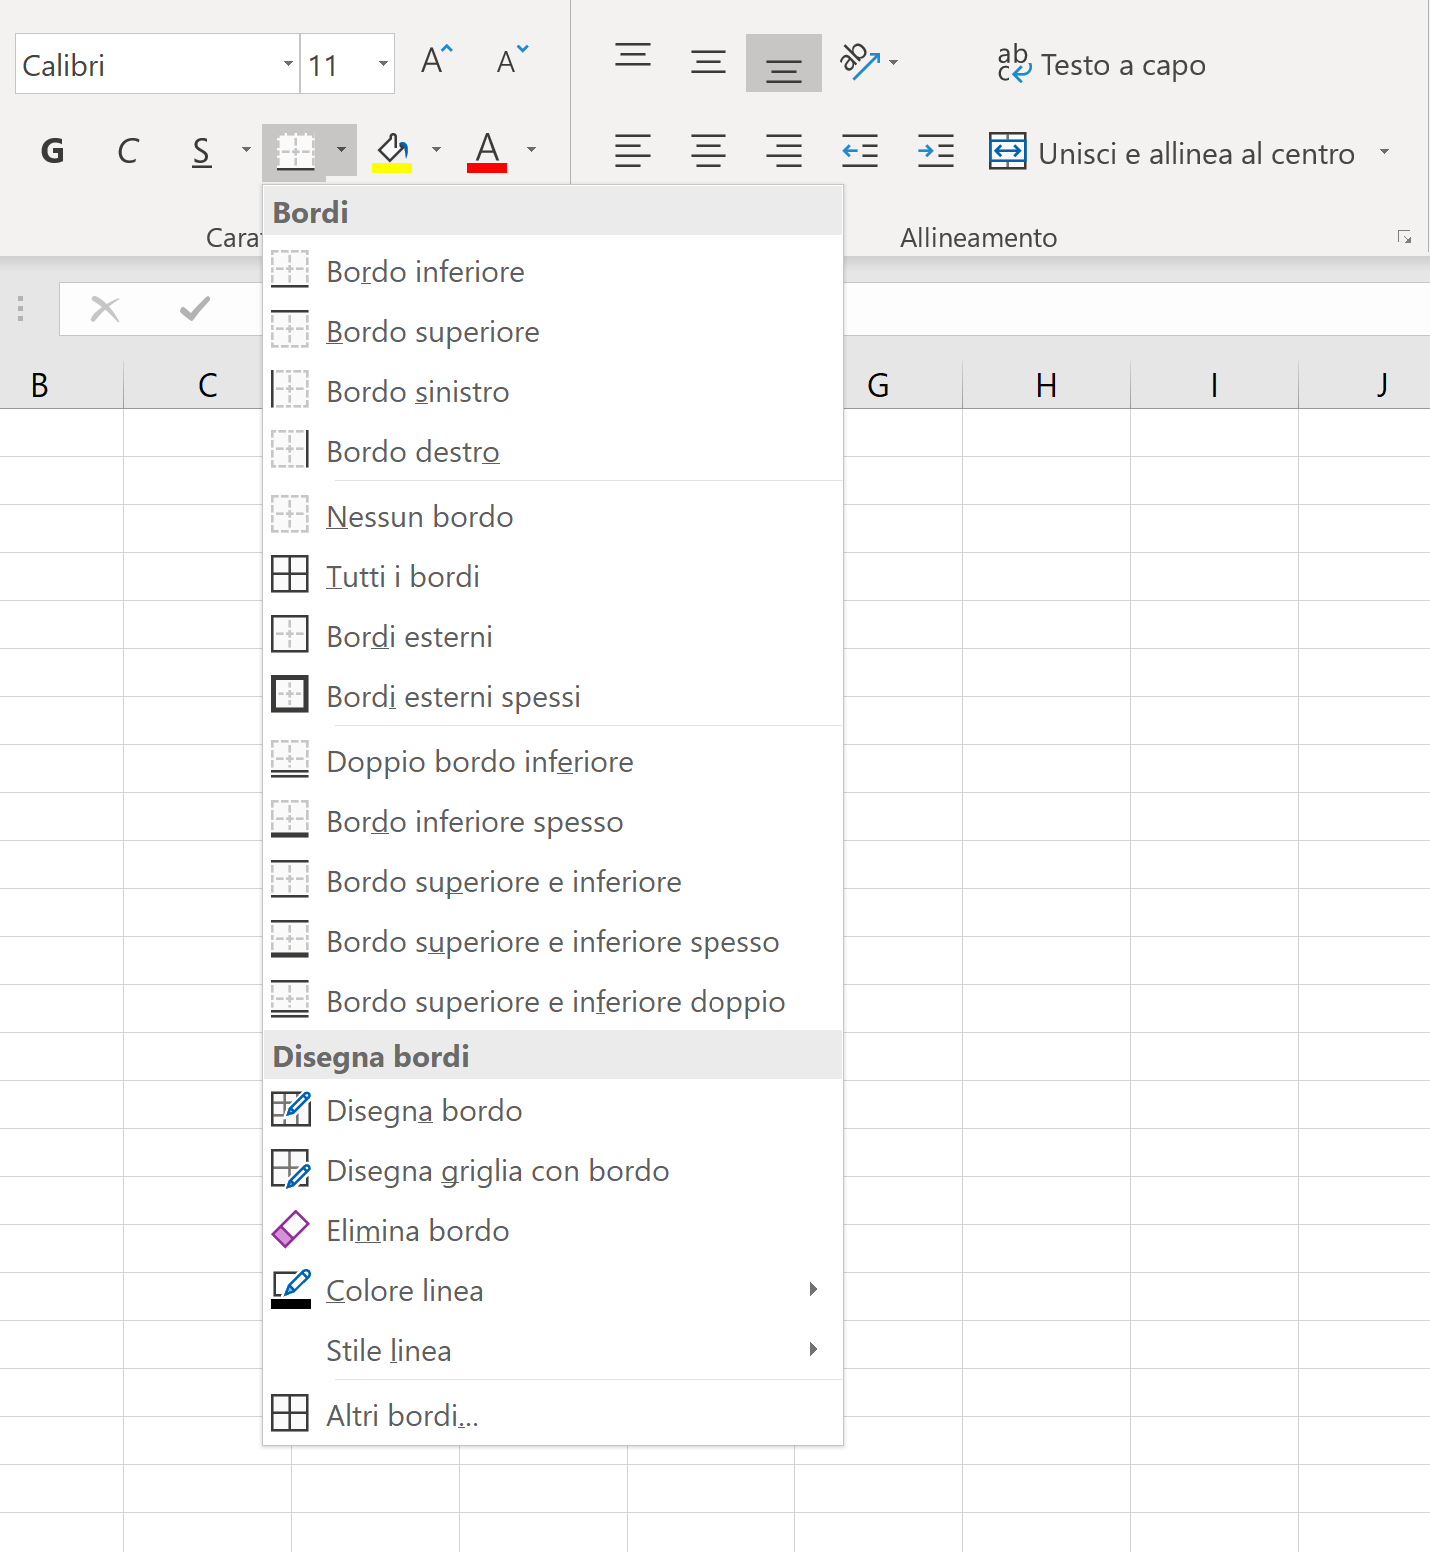 Calibri
11
A
A
ab
ab
c
Testo a capo
G
C
S
A
Unisci e allinea al centro
Carat
Allineamento
Bordi
Bordo inferiore
Bordo superiore
Bordo sinistro
Bordo destro
Nessun bordo
Tutti i bordi
Bordi esterni
Bordi esterni spessi
Doppio bordo inferiore
Bordo inferiore spesso
Bordo superiore e inferiore
Bordo superiore e inferiore spesso
Bordo superiore e inferiore doppio
Disegna bordi
Disegna bordo
Disegna griglia con bordo
Elimina bordo
Colore linea
Stile linea
Altri bordi...
B C G H I J